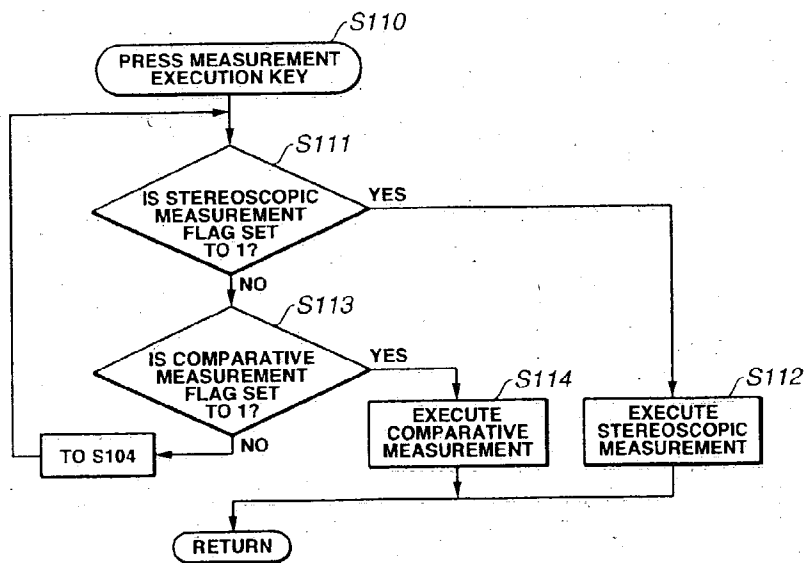 S110
PRESS MEASUREMENT
EXECUTION KEY
S111
IS STEREOSCOPIC
MEASUREMENT
FLAG SET
TO 1?
YES
NO
S113
IS COMPARATIVE
MEASUREMENT
FLAG SET
TO 1?
YES
NO
S114
EXECUTE
COMPARATIVE
MEASUREMENT
S112
EXECUTE
STEREOSCOPIC
MEASUREMENT
TO S104
RETURN